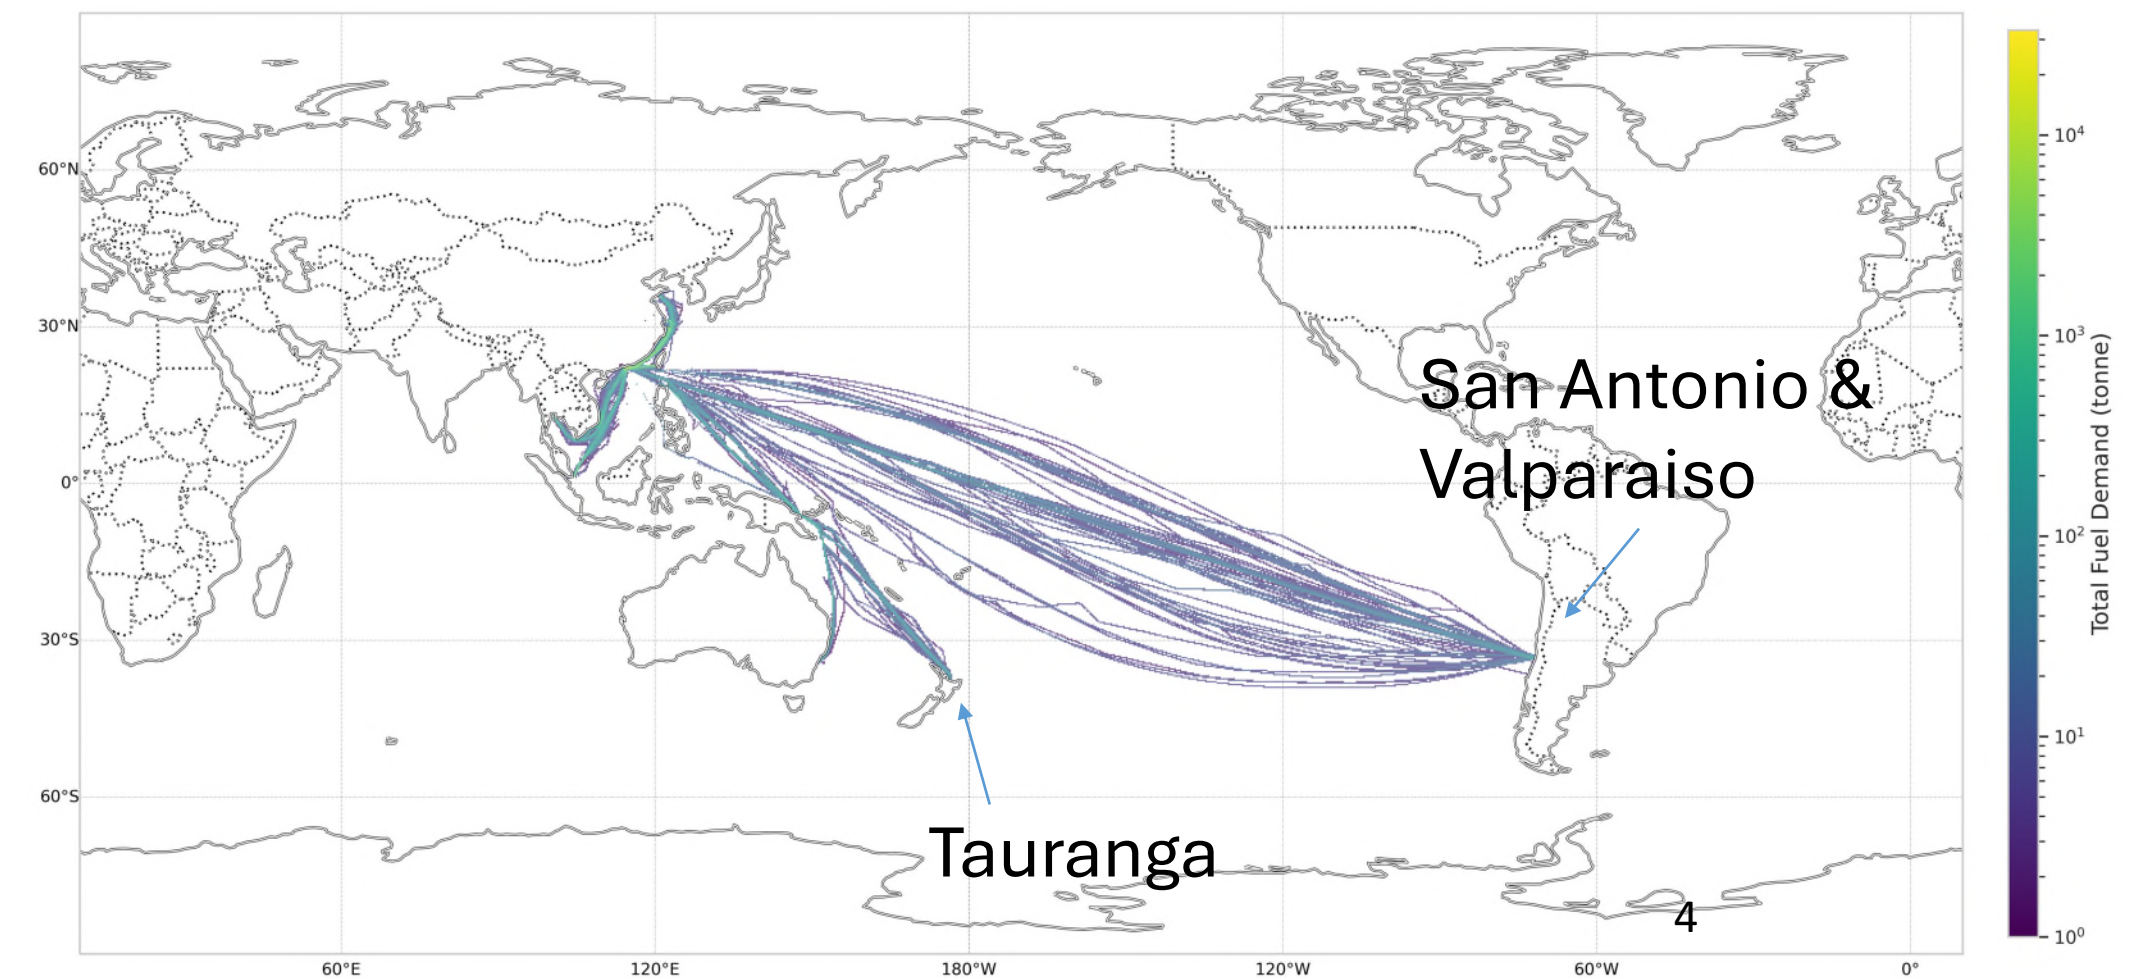 60°N
30°N
0°
30°S
60°S
60°E
120°E
180°W
120°W
60°W
0°
San Antonio &
Valparaiso
Tauranga
4
10⁴
10³
10²
10¹
10⁰
Total Fuel Demand (tonne)